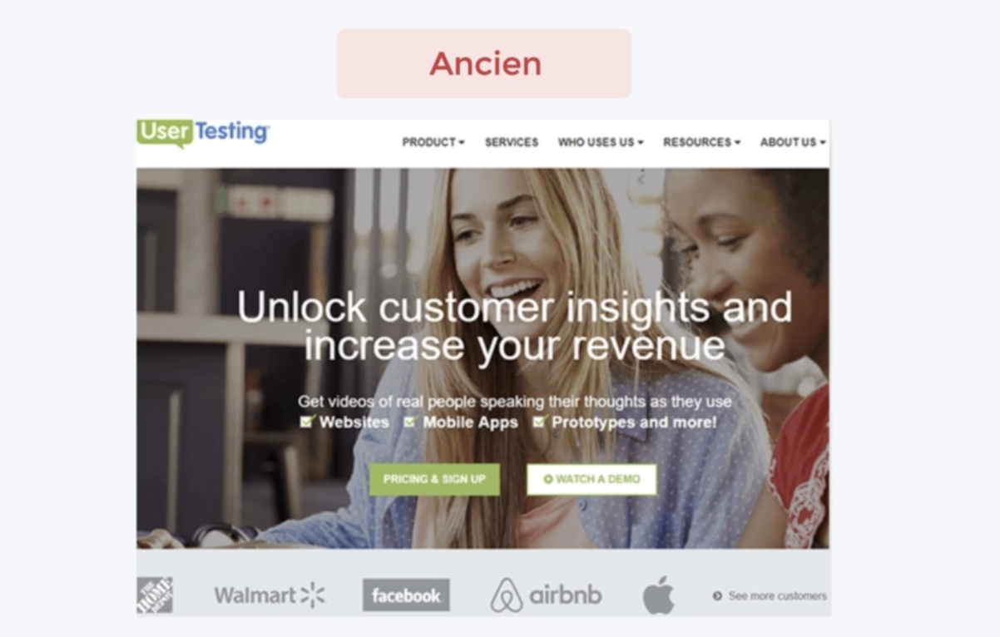 Ancien
UserTesting
PRODUCT SERVICES WHO USES US RESOURCES ABOUT US
Unlock customer insights and
increase your revenue
Get videos of real people speaking their thoughts as they use
Websites Mobile Apps Prototypes and more!
PRICING & SIGN UP WATCH A DEMO
THE HOME DEPOT Walmart facebook airbnb See more customers